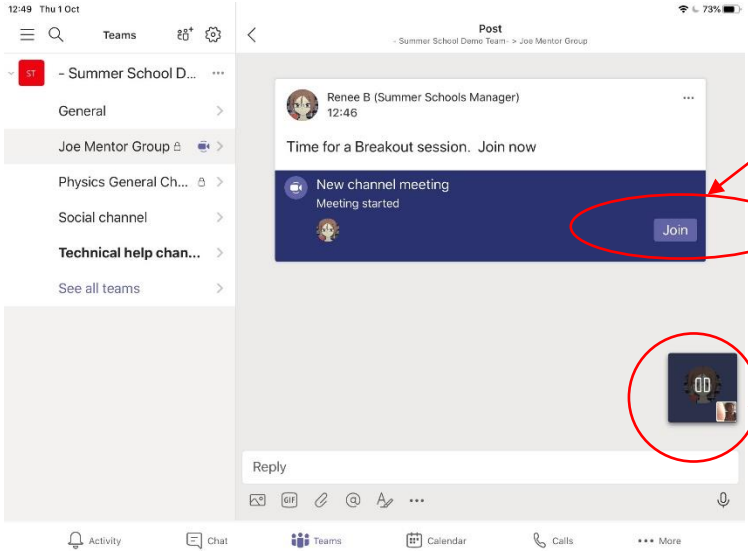 12:49 Thu 1 Oct
73%
Teams
Post
- Summer School Demo Team- > Joe Mentor Group
ST
- Summer School D... ...
General
Joe Mentor Group
Physics General Ch...
Social channel
Technical help chan...
See all teams
Renee B (Summer Schools Manager) ...
12:46
Time for a Breakout session. Join now
New channel meeting
Meeting started
Join
Reply
GIF @ A ...
Activity Chat Teams Calendar Calls ... More